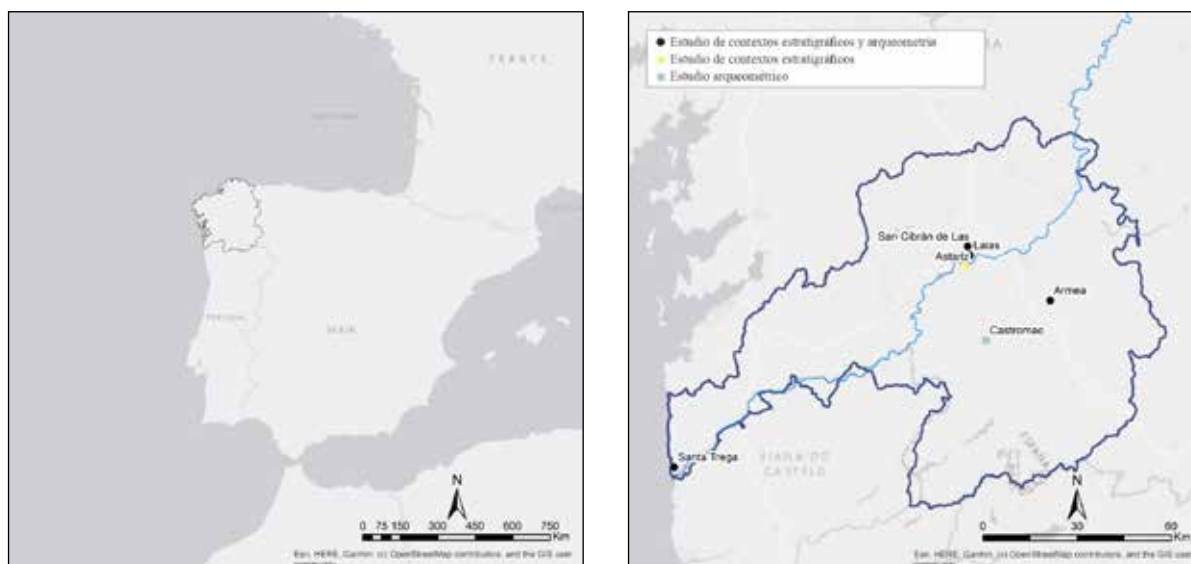 FRANCE
PORTUGAL
SPAIN
N
0 75 150 300 450 600 750
Km
Esri, HERE, Garmin, (c) OpenStreetMap contributors, and the GIS user
Estudio de contextos estratigráficos y arqueometría
Estudio de contextos estratigráficos
Estudio arqueométrico
San Cibrán de Las
Laias
Astariz
Armea
Castromao
Santa Trega
VIANA DO
CASTELO
ESPAÑA
N
0 30 60
Km
Esri, HERE, Garmin, (c) OpenStreetMap contributors, and the GIS user